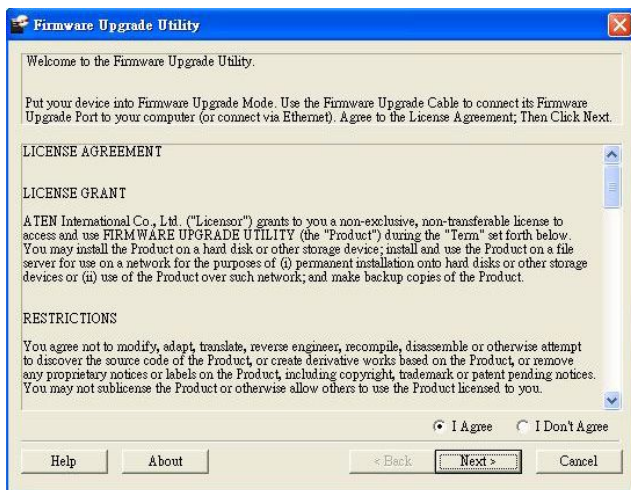 Firmware Upgrade Utility
Welcome to the Firmware Upgrade Utility.
Put your device into Firmware Upgrade Mode. Use the Firmware Upgrade Cable to connect its Firmware
Upgrade Port to your computer (or connect via Ethernet). Agree to the License Agreement; Then Click Next.
LICENSE AGREEMENT
LICENSE GRANT
ATEN International Co., Ltd. ("Licensor") grants to you a non-exclusive, non-transferable license to
access and use FIRMWARE UPGRADE UTILITY (the "Product") during the "Term" set forth below.
You may install the Product on a hard disk or other storage device; install and use the Product on a file
server for use on a network for the purposes of (i) permanent installation onto hard disks or other storage
devices or (ii) use of the Product over such network; and make backup copies of the Product.
RESTRICTIONS
You agree not to modify, adapt, translate, reverse engineer, recompile, disassemble or otherwise attempt
to discover the source code of the Product, or create derivative works based on the Product, or remove
any proprietary notices or labels on the Product, including copyright, trademark or patent pending notices.
You may not sublicense the Product or otherwise allow others to use the Product licensed to you.
I Agree I Don't Agree
Help About < Back Next > Cancel